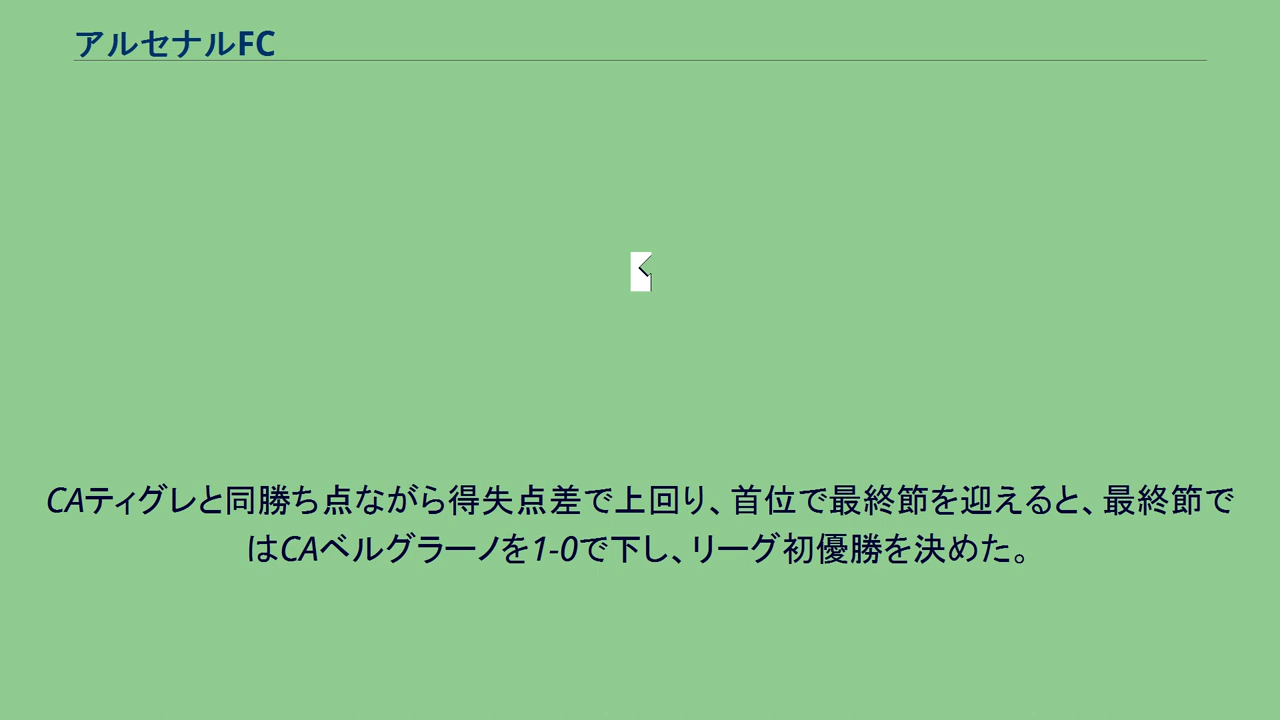 アルセナルFC
CAティグレと同勝ち点ながら得失点差で上回り、首位で最終節を迎えると、最終節で
はCAベルグラーノを1-0で下し、リーグ初優勝を決めた。